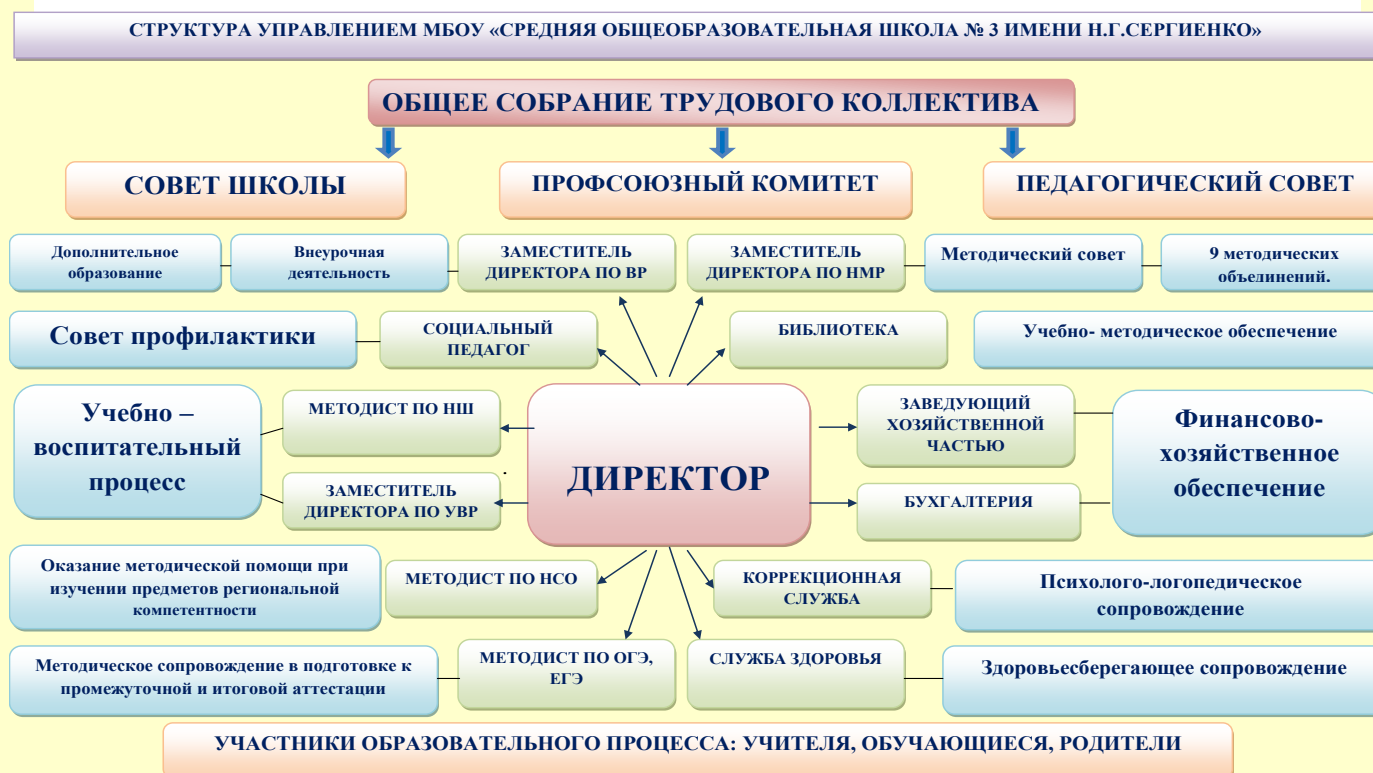 СТРУКТУРА УПРАВЛЕНИЕМ МБОУ «СРЕДНЯЯ ОБЩЕОБРАЗОВАТЕЛЬНАЯ ШКОЛА № 3 ИМЕНИ Н.Г.СЕРГИЕНКО»
ОБЩЕЕ СОБРАНИЕ ТРУДОВОГО КОЛЛЕКТИВА
СОВЕТ ШКОЛЫ
ПРОФСОЮЗНЫЙ КОМИТЕТ
ПЕДАГОГИЧЕСКИЙ СОВЕТ
Дополнительное
образование
Внеурочная
деятельность
ЗАМЕСТИТЕЛЬ
ДИРЕКТОРА ПО ВР
ЗАМЕСТИТЕЛЬ
ДИРЕКТОРА ПО НМР
Методический совет
9 методических
объединений.
Совет профилактики
СОЦИАЛЬНЫЙ
ПЕДАГОГ
БИБЛИОТЕКА
Учебно- методическое обеспечение
Учебно –
воспитательный
процесс
МЕТОДИСТ ПО НШ
ЗАМЕСТИТЕЛЬ
ДИРЕКТОРА ПО УВР
.
ДИРЕКТОР
ЗАВЕДУЮЩИЙ
ХОЗЯЙСТВЕННОЙ
ЧАСТЬЮ
БУХГАЛТЕРИЯ
Финансово-
хозяйственное
обеспечение
Оказание методической помощи при
изучении предметов региональной
компетентности
МЕТОДИСТ ПО НСО
КОРРЕКЦИОННАЯ
СЛУЖБА
Психолого-логопедическое
сопровождение
Методическое сопровождение в подготовке к
промежуточной и итоговой аттестации
МЕТОДИСТ ПО ОГЭ,
ЕГЭ
СЛУЖБА ЗДОРОВЬЯ
Здоровьесберегающее сопровождение
УЧАСТНИКИ ОБРАЗОВАТЕЛЬНОГО ПРОЦЕССА: УЧИТЕЛЯ, ОБУЧАЮЩИЕСЯ, РОДИТЕЛИ